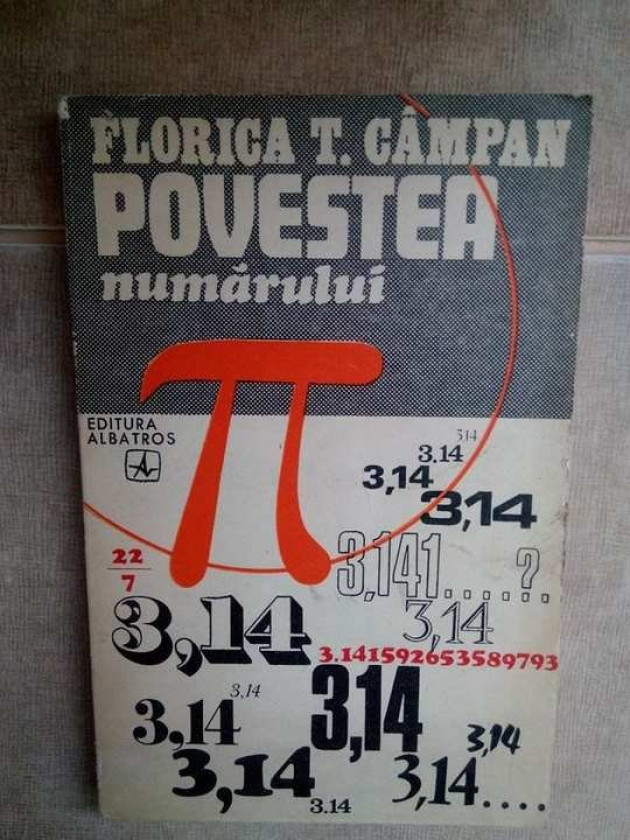 FLORICA T. CÂMPAN
POVESTEA
numărului
π
EDITURA
ALBATROS
3,14
3.14
3,14
3,14
3,141......?..
22
7
3,14
3,14
3.141592653589793
3,14
3,14
3,14
3,14
3,14
3,14....
3.14